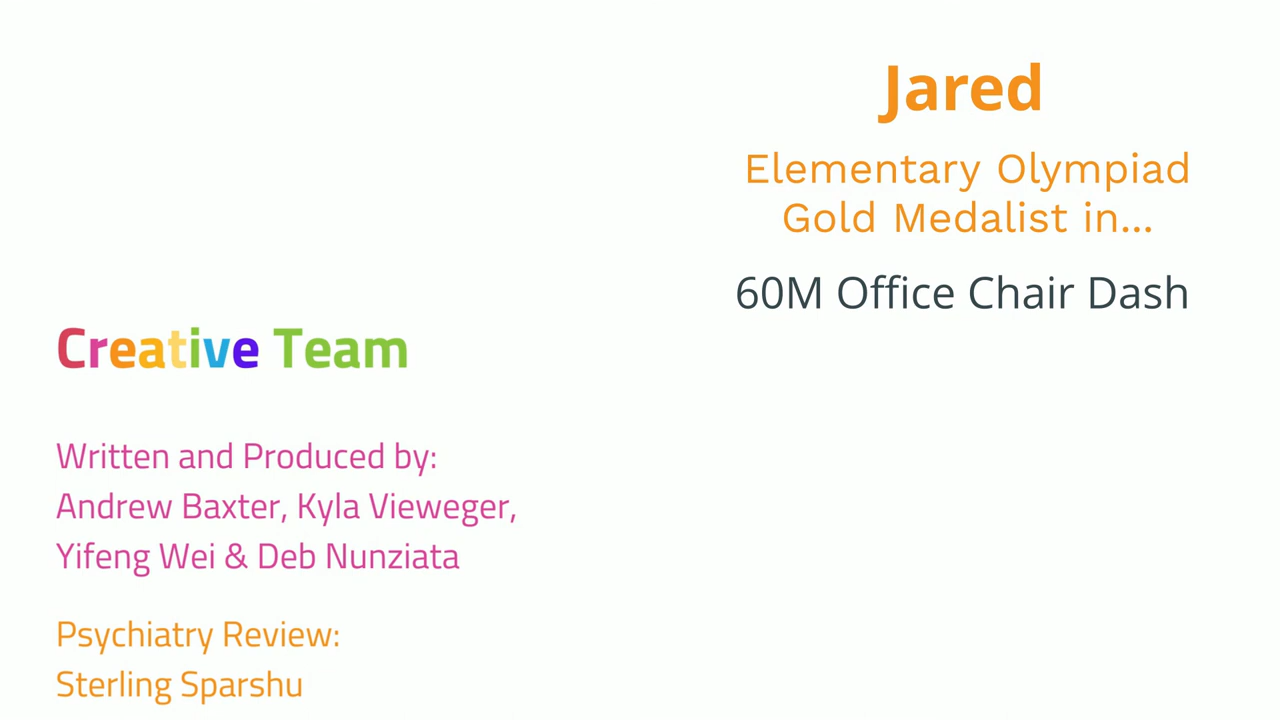 Jared
Elementary Olympiad
Gold Medalist in...
60M Office Chair Dash
Creative Team
Written and Produced by:
Andrew Baxter, Kyla Vieweger,
Yifeng Wei & Deb Nunziata
Psychiatry Review:
Sterling Sparshu